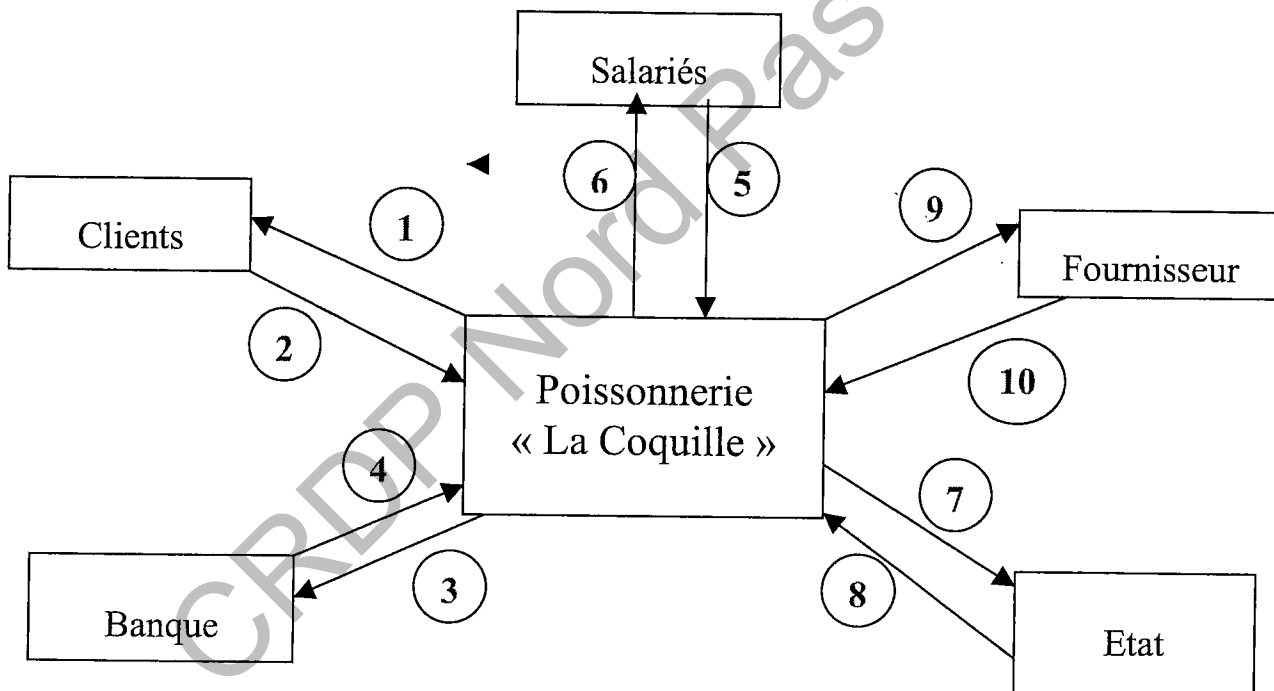 Salariés
6
5
Clients
1
9
Fournisseur
2
10
Poissonnerie
« La Coquille »
4
7
3
8
Banque
Etat
CRDP Nord Pas